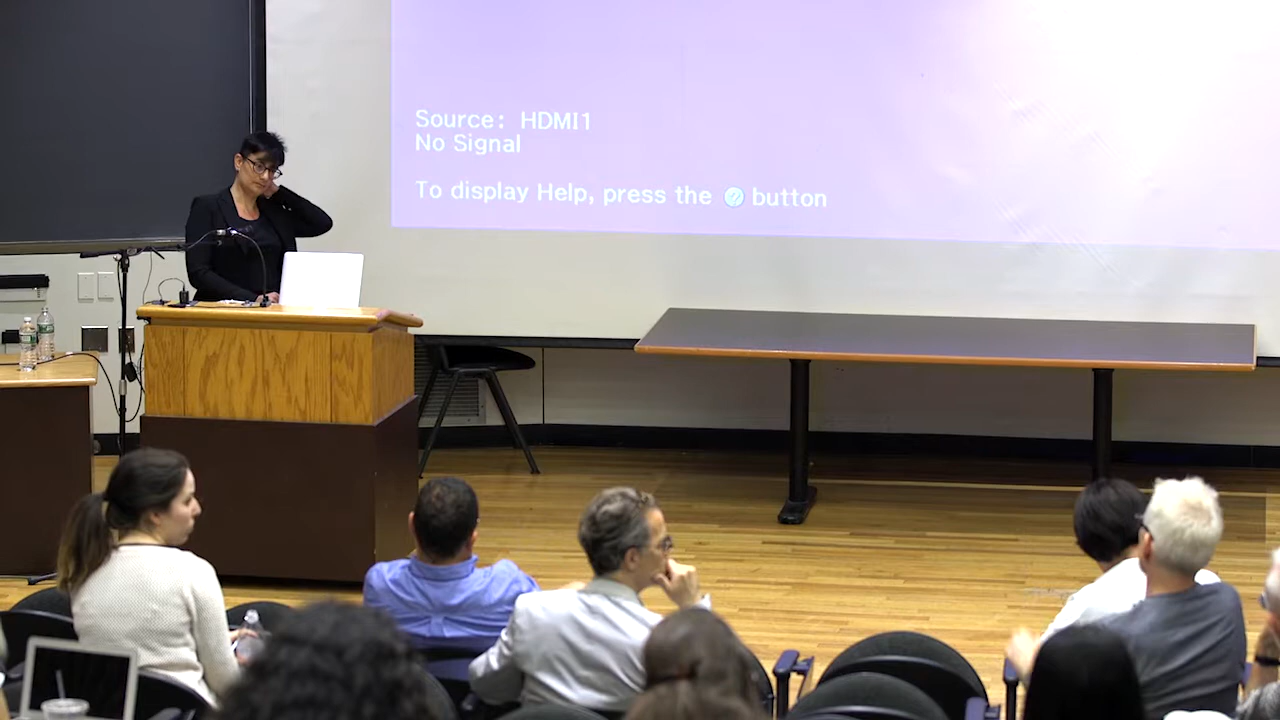 Source: HDMI1
No Signal
To display Help, press the button